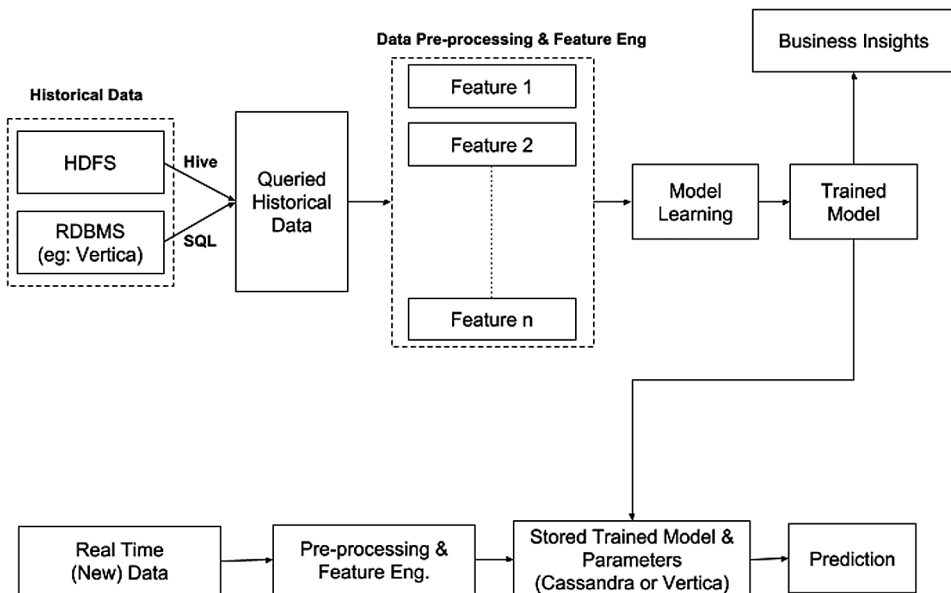 Data Pre-processing & Feature Eng
Business Insights
Historical Data
Feature 1
HDFS
Hive
Feature 2
Queried
Historical
Data
Model
Learning
Trained
Model
RDBMS
(eg: Vertica)
SQL
Feature n
Real Time
(New) Data
Pre-processing &
Feature Eng.
Stored Trained Model &
Parameters
(Cassandra or Vertica)
Prediction